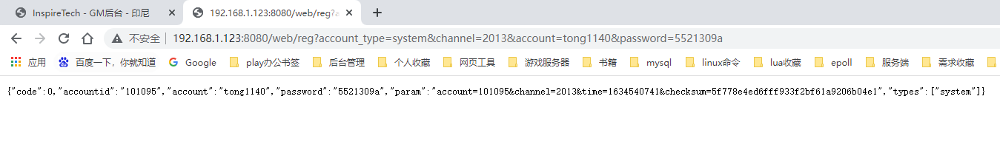 InspireTech - GM后台 - 印尼
192.168.1.123:8080/web/reg?a
不安全 192.168.1.123:8080/web/reg?account_type=system&channel=2013&account=tong1140&password=5521309a
应用 百度一下，你就知道 Google play办公书签 后台管理 个人收藏 网页工具 游戏服务器 书籍 mysql linux命令 lua收藏 epoll 服务端 需求收藏
{"code":0,"accountid":"101095","account":"tong1140","password":"5521309a","param":"account=101095&channel=2013&time=1634540741&checksum=5f778e4ed6fff933f2bf61a9206b04e1","types":["system"]}